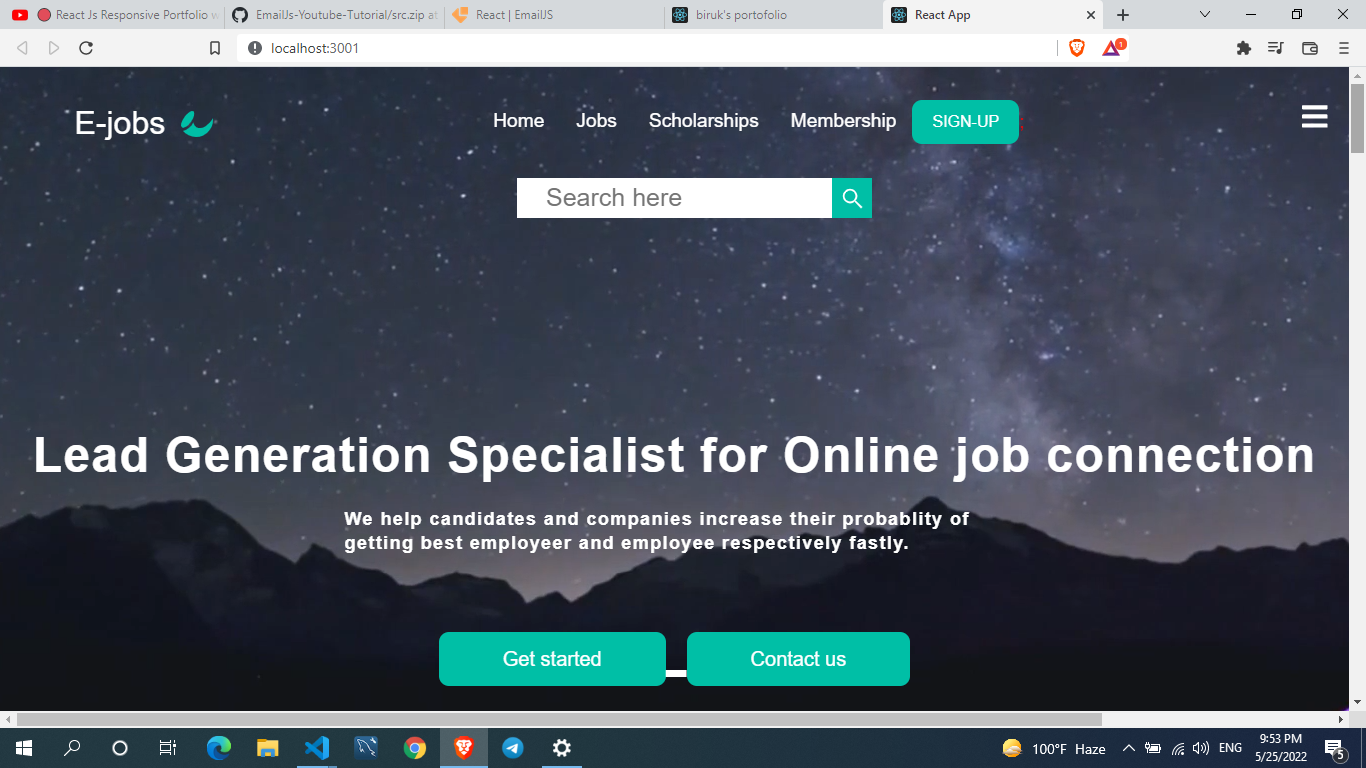 React Js Responsive Portfolio w
EmailJs-Youtube-Tutorial/src.zip at
React | EmailJS
biruk's portofolio
React App
localhost:3001
1
E-jobs
Home
Jobs
Scholarships
Membership
SIGN-UP
Search here
Lead Generation Specialist for Online job connection
We help candidates and companies increase their probablity of
getting best employeer and employee respectively fastly.
Get started
Contact us
100°F Haze
ENG
9:53 PM
5/25/2022
5